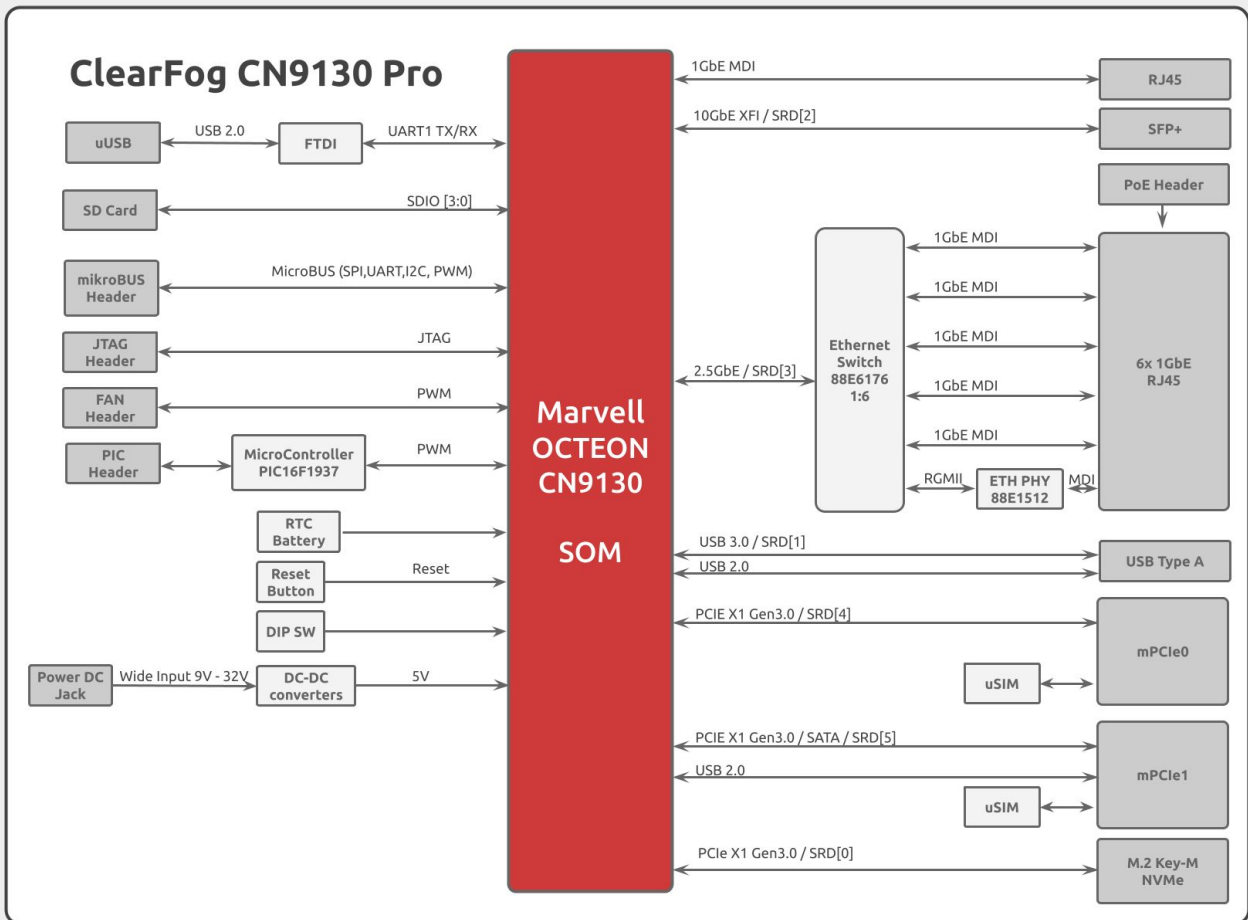 ClearFog CN9130 Pro
uUSB
USB 2.0
FTDI
UART1 TX/RX
SD Card
SDIO [3:0]
mikroBUS
Header
MicroBUS (SPI,UART,I2C, PWM)
JTAG
Header
JTAG
FAN
Header
PWM
PIC
Header
MicroController
PIC16F1937
PWM
RTC
Battery
Reset
Button
Reset
DIP SW
Power DC
Jack
Wide Input 9V - 32V
DC-DC
converters
5V
Marvell
OCTEON
CN9130
SOM
1GbE MDI
RJ45
10GbE XFI / SRD[2]
SFP+
PoE Header
2.5GbE / SRD[3]
Ethernet
Switch
88E6176
1:6
1GbE MDI
1GbE MDI
1GbE MDI
1GbE MDI
1GbE MDI
RGMII
ETH PHY
88E1512
MDI
6x 1GbE
RJ45
USB 3.0 / SRD[1]
USB 2.0
USB Type A
PCIE X1 Gen3.0 / SRD[4]
uSIM
mPCIe0
PCIE X1 Gen3.0 / SATA / SRD[5]
USB 2.0
uSIM
mPCIe1
PCIe X1 Gen3.0 / SRD[0]
M.2 Key-M
NVMe